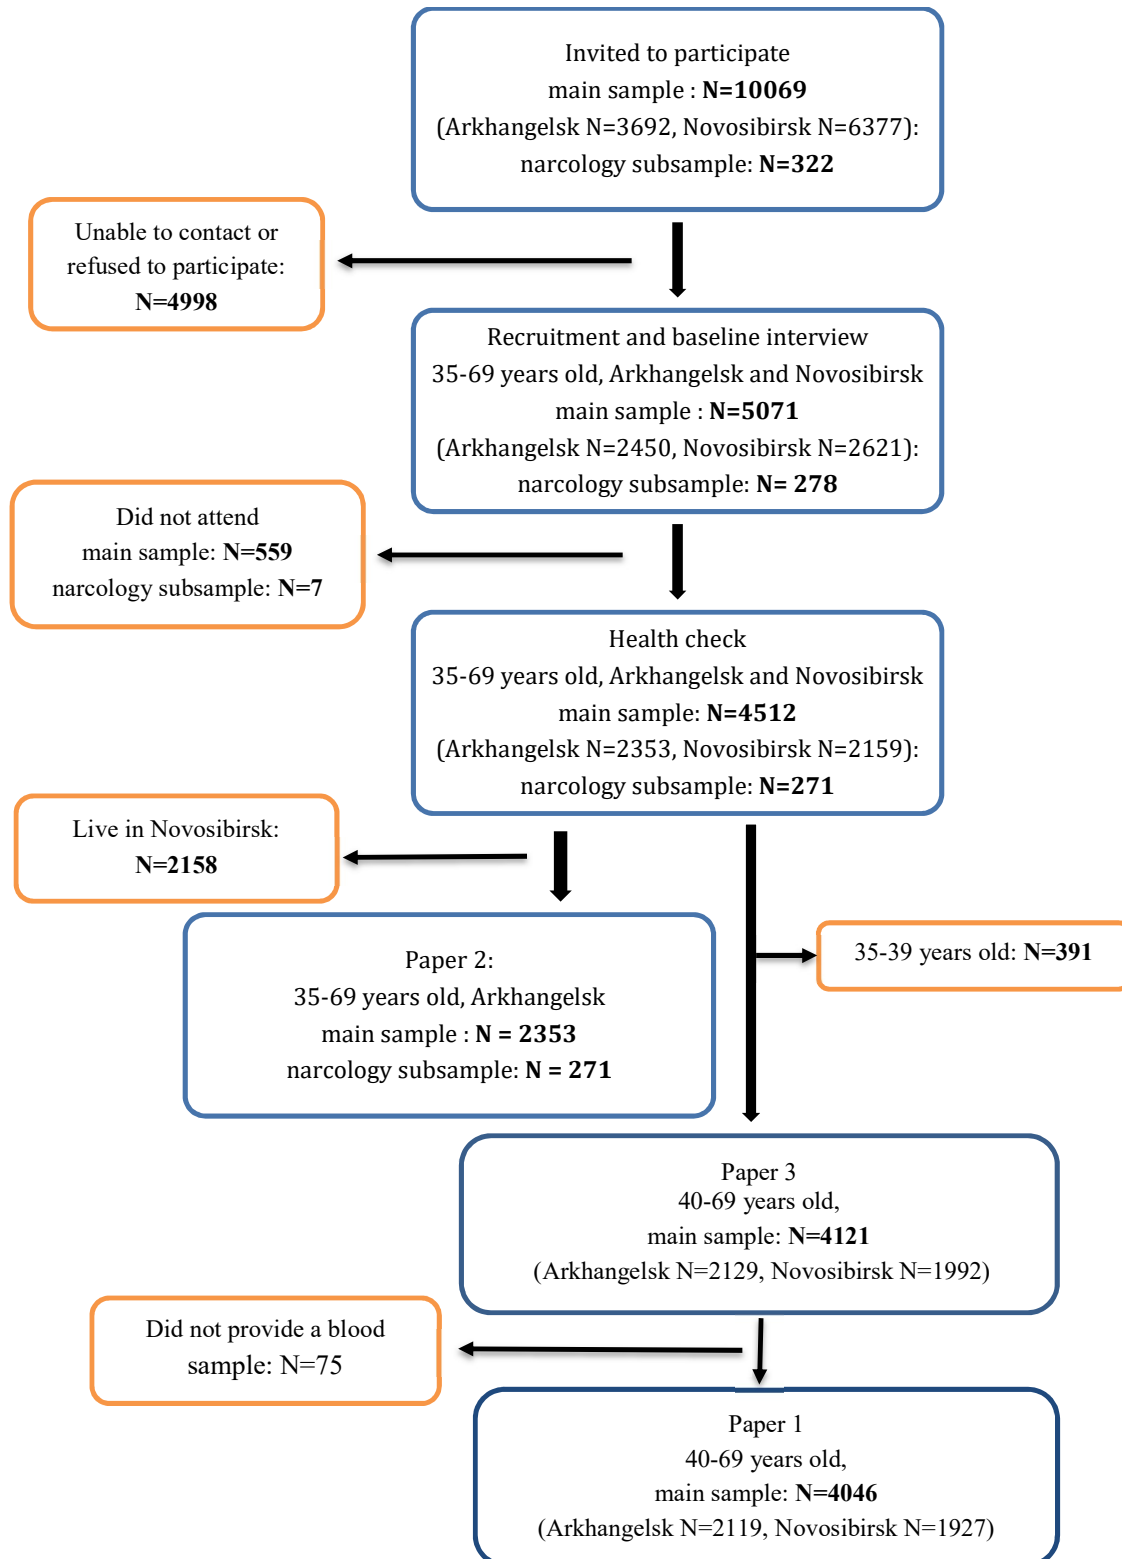 Invited to participate
main sample : N=10069
(Arkhangelsk N=3692, Novosibirsk N=6377):
narcology subsample: N=322
Unable to contact or
refused to participate:
N=4998
Recruitment and baseline interview
35-69 years old, Arkhangelsk and Novosibirsk
main sample : N=5071
(Arkhangelsk N=2450, Novosibirsk N=2621):
narcology subsample: N= 278
Did not attend
main sample: N=559
narcology subsample: N=7
Health check
35-69 years old, Arkhangelsk and Novosibirsk
main sample: N=4512
(Arkhangelsk N=2353, Novosibirsk N=2159):
narcology subsample: N=271
Live in Novosibirsk:
N=2158
Paper 2:
35-69 years old, Arkhangelsk
main sample : N = 2353
narcology subsample: N = 271
35-39 years old: N=391
Paper 3
40-69 years old,
main sample: N=4121
(Arkhangelsk N=2129, Novosibirsk N=1992)
Did not provide a blood
sample: N=75
Paper 1
40-69 years old,
main sample: N=4046
(Arkhangelsk N=2119, Novosibirsk N=1927)